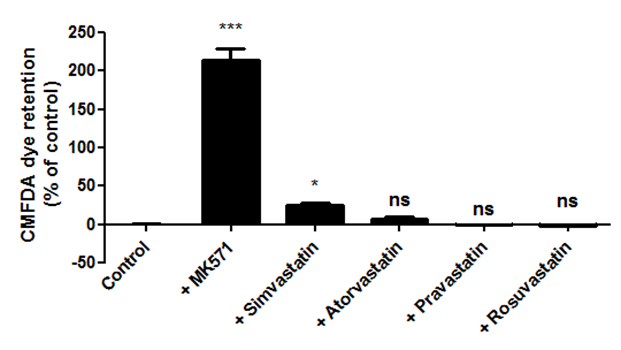 ***
250
200
150
100
50
0
-50
CMFDA dye retention
(% of control)
*
ns
ns
ns
Control
+ MK571
+ Simvastatin
+ Atorvastatin
+ Pravastatin
+ Rosuvastatin